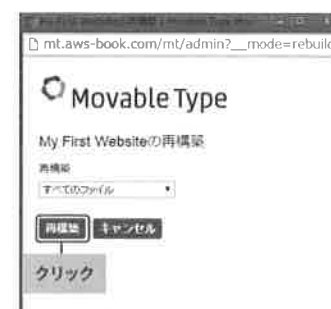 mt.aws-book.com/mt/admin?__mode=rebuild
Movable Type
My First Websiteの再構築
再構築
すべてのファイル
再構築 キャンセル
クリック